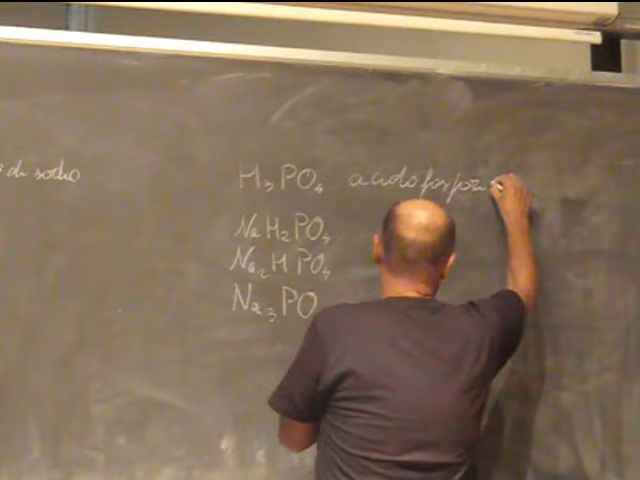 di sodio
H₃PO₄ acido fosfori
NaH₂PO₄
Na₂HPO₄
Na₃PO